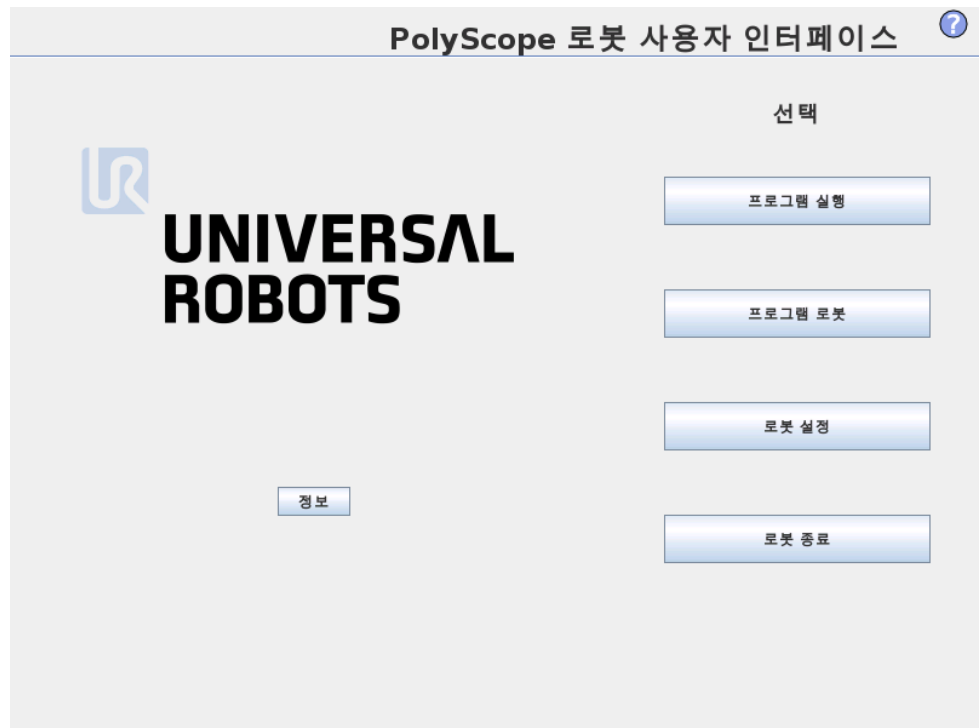 PolyScope 로봇 사용자 인터페이스
?
선택
UR
UNIVERSAL
ROBOTS
프로그램 실행
프로그램 로봇
로봇 설정
정보
로봇 종료